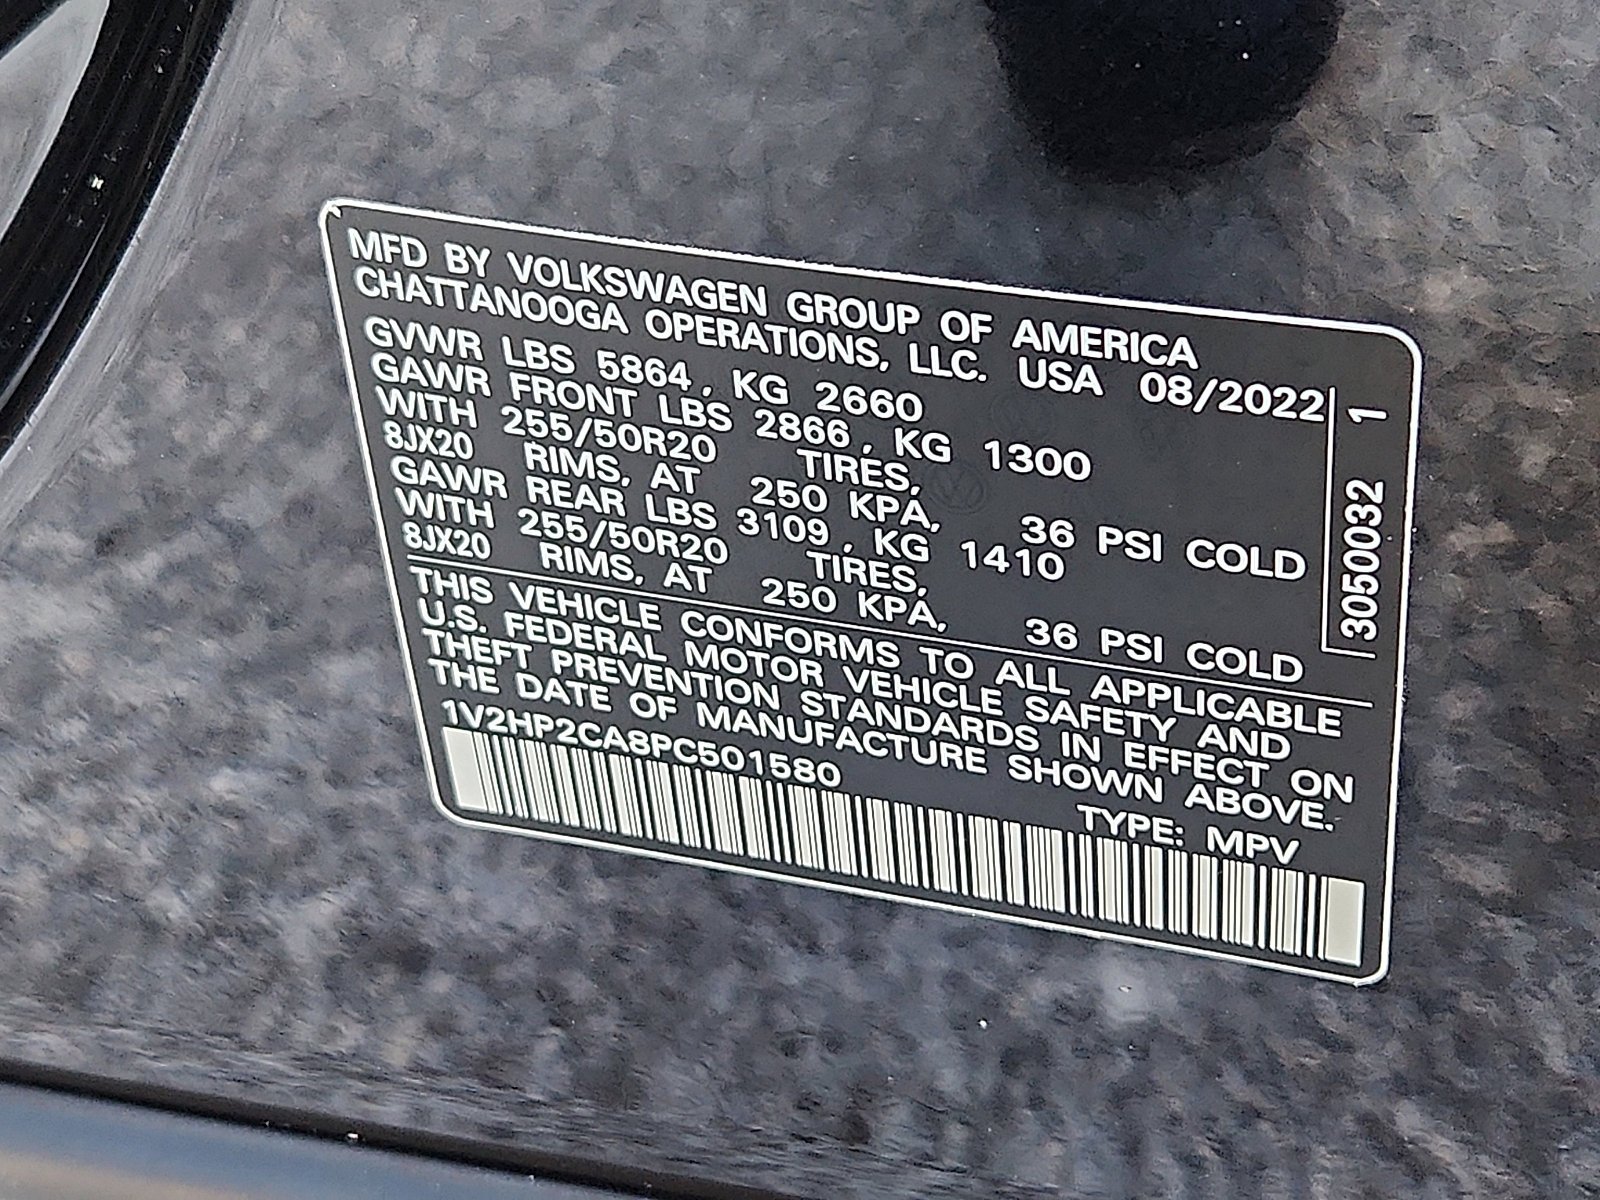 MFD BY VOLKSWAGEN GROUP OF AMERICA
CHATTANOOGA OPERATIONS, LLC. USA 08/2022
GVWR LBS 5864, KG 2660
GAWR FRONT LBS 2866, KG 1300
WITH 255/50R20 TIRES,
8JX20 RIMS, AT 250 KPA, 36 PSI COLD
GAWR REAR LBS 3109, KG 1410
WITH 255/50R20 TIRES,
8JX20 RIMS, AT 250 KPA, 36 PSI COLD
THIS VEHICLE CONFORMS TO ALL APPLICABLE
U.S. FEDERAL MOTOR VEHICLE SAFETY AND
THEFT PREVENTION STANDARDS IN EFFECT ON
THE DATE OF MANUFACTURE SHOWN ABOVE.
1V2HP2CA8PC501580 TYPE: MPV
3050032 1